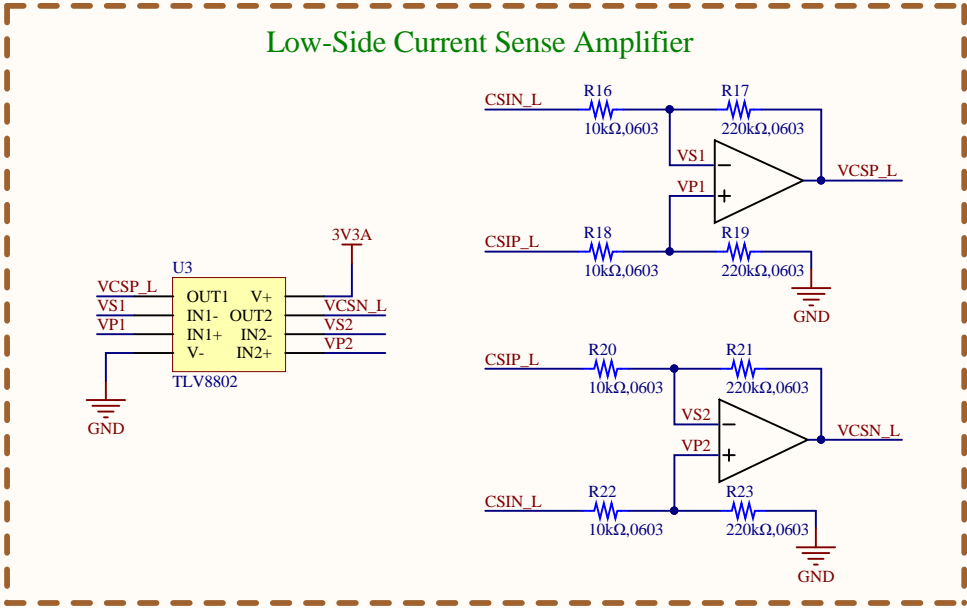 Low-Side Current Sense Amplifier
CSIN_L
R16
10kΩ,0603
R17
220kΩ,0603
VS1
VP1
VCSP_L
CSIP_L
R18
10kΩ,0603
R19
220kΩ,0603
GND
3V3A
U3
VCSP_L
VS1
VP1
OUT1 V+
IN1- OUT2
IN1+ IN2-
V- IN2+
VCSN_L
VS2
VP2
TLV8802
GND
CSIP_L
R20
10kΩ,0603
R21
220kΩ,0603
VS2
VP2
VCSN_L
CSIN_L
R22
10kΩ,0603
R23
220kΩ,0603
GND